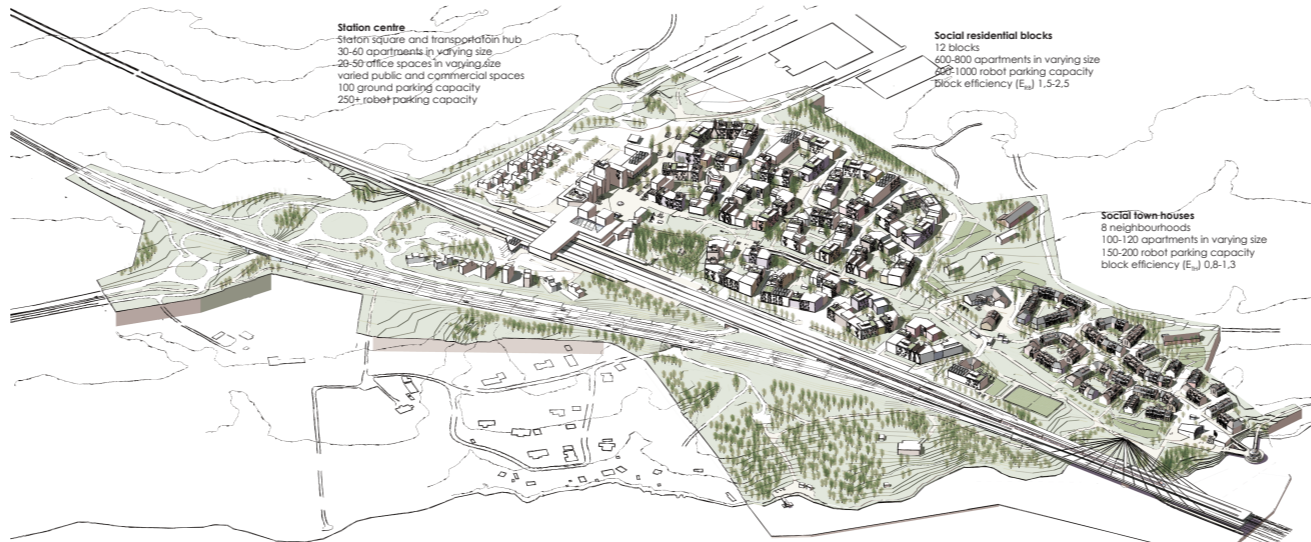 Station centre
Staton square and transportatoin hub
30-60 apartments in varying size
20-50 office spaces in varying size
varied public and commercial spaces
100 ground parking capacity
250+ robot parking capacity
Social residential blocks
12 blocks
600-800 apartments in varying size
600-1000 robot parking capacity
block efficiency (E) 1,5-2,5
Social town houses
8 neighbourhoods
100-120 apartments in varying size
150-200 robot parking capacity
block efficiency (E) 0,8-1,3